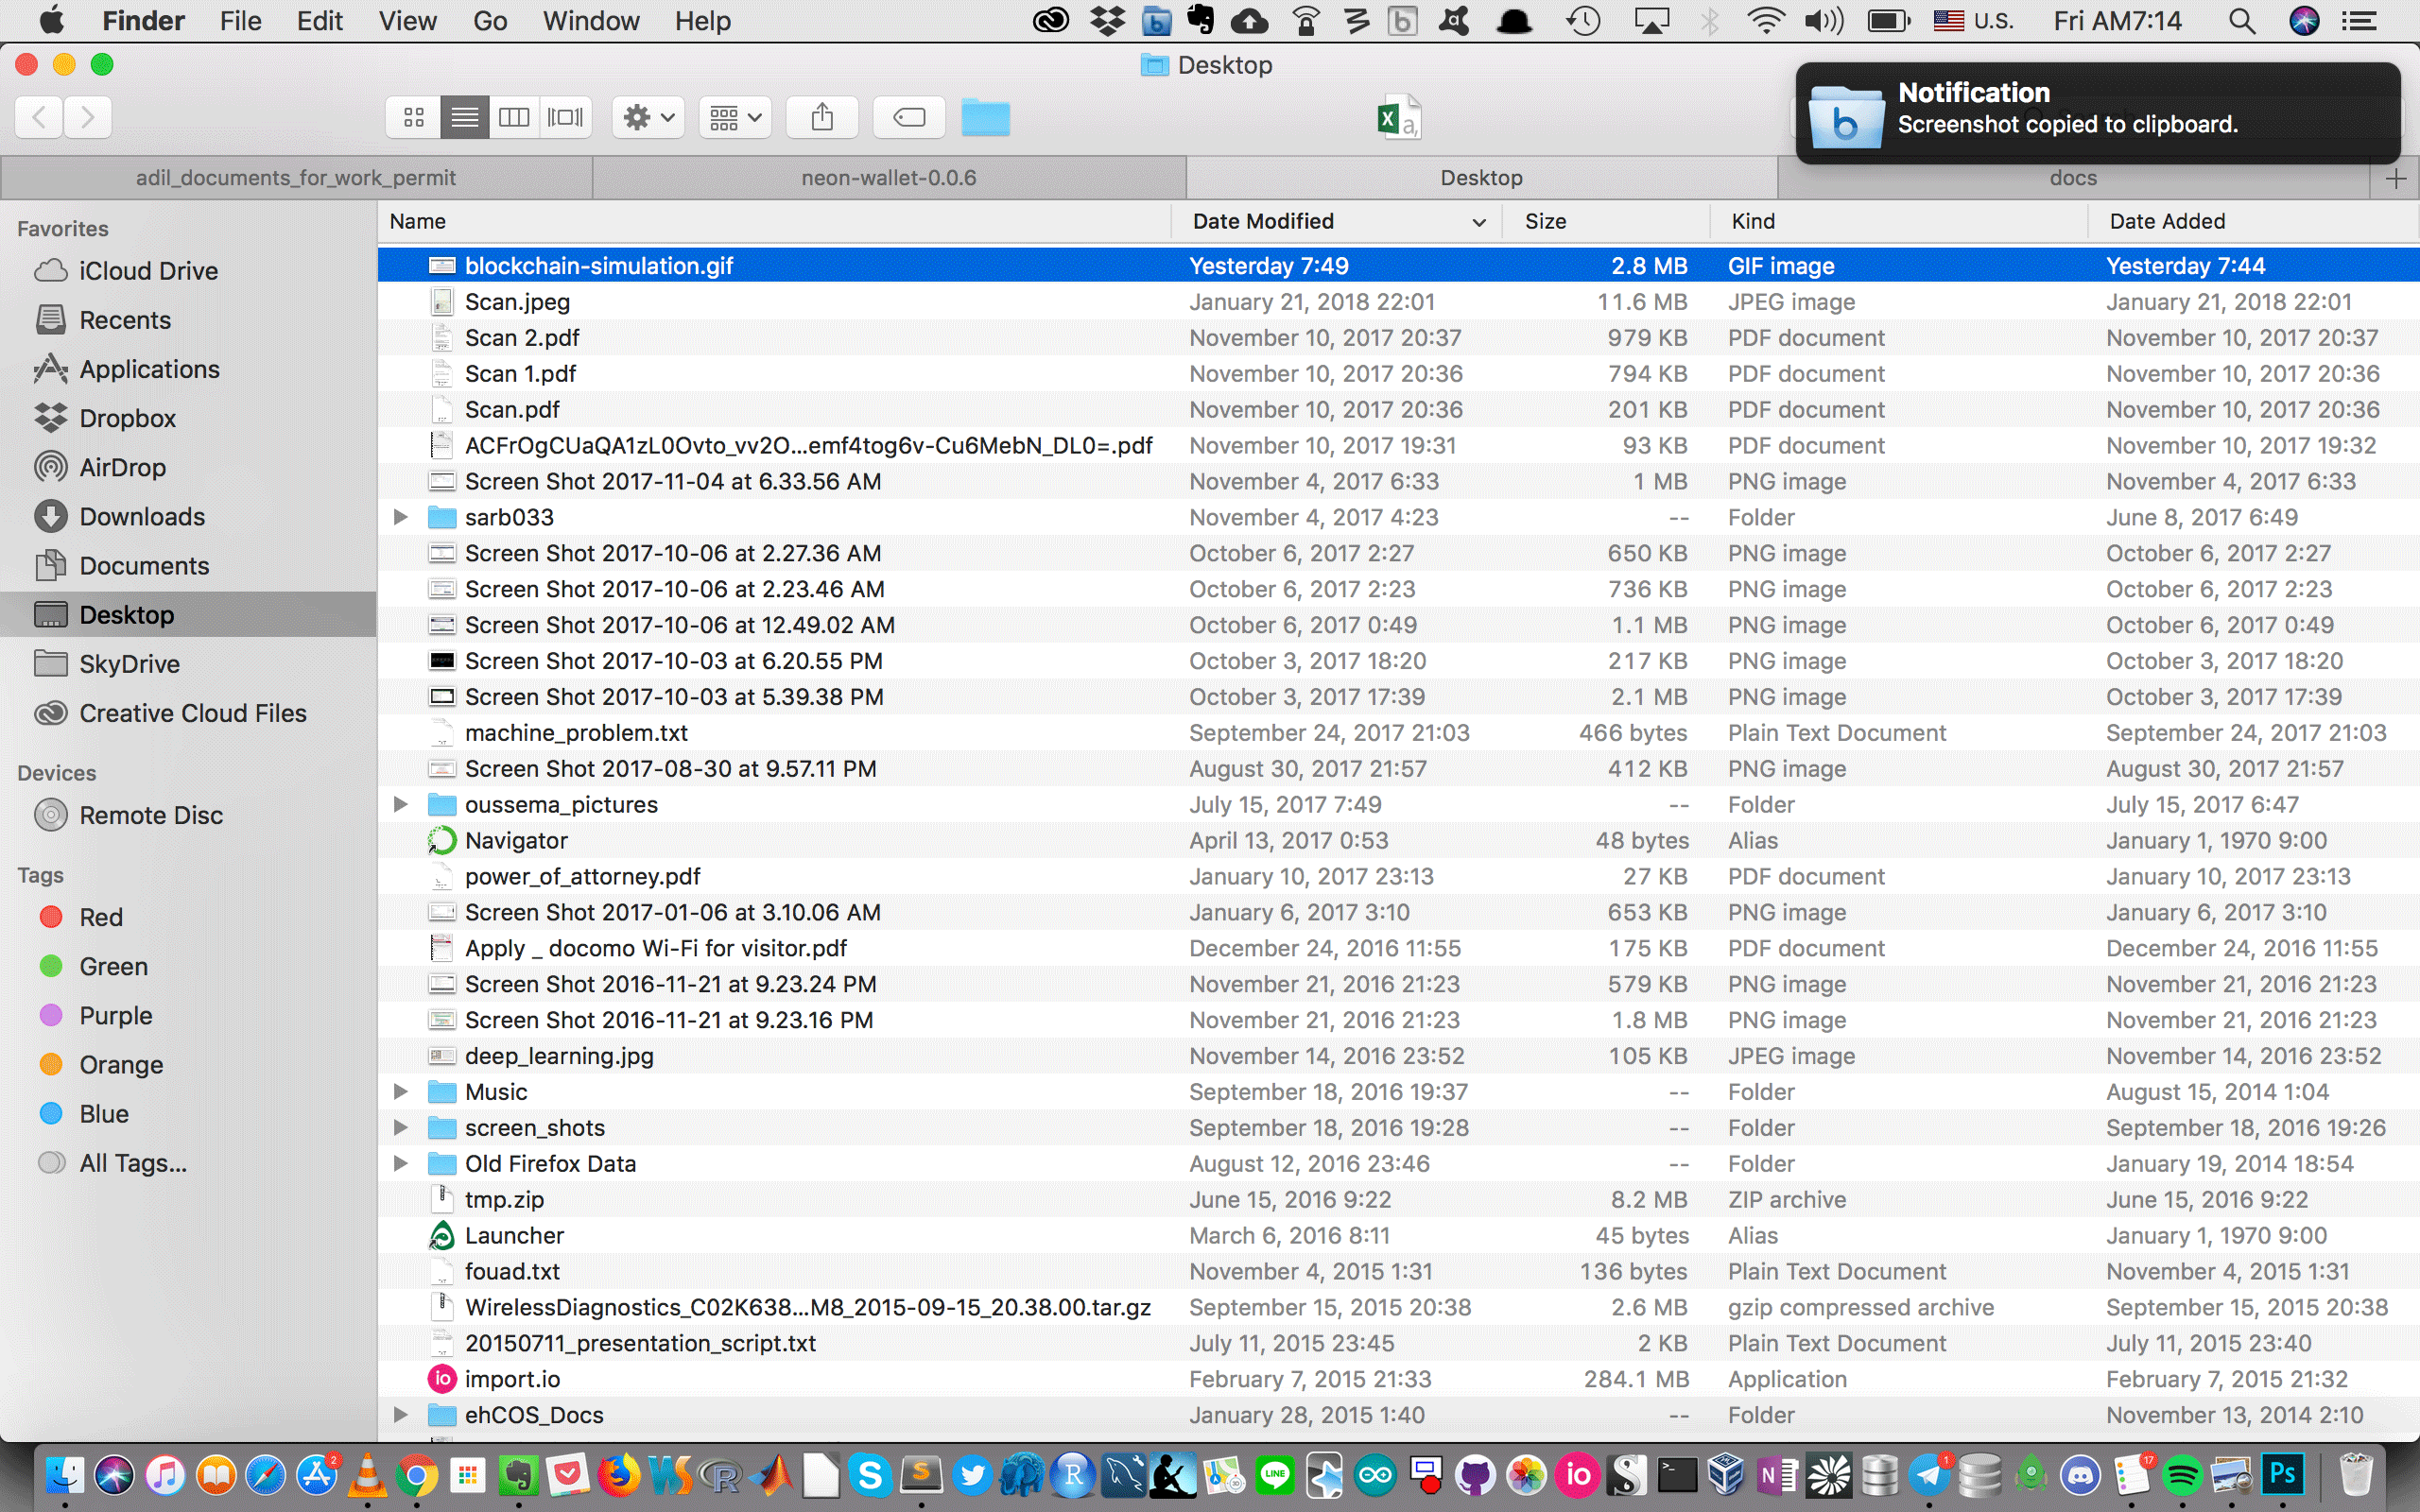 Finder File Edit View Go Window Help U.S. Fri AM7:14
Desktop
Notification
Screenshot copied to clipboard.
adil_documents_for_work_permit neon-wallet-0.0.6 Desktop docs
Name Date Modified Size Kind Date Added
Favorites
iCloud Drive
Recents
Applications
Dropbox
AirDrop
Downloads
Documents
Desktop
SkyDrive
Creative Cloud Files
Devices
Remote Disc
Tags
Red
Green
Purple
Orange
Blue
All Tags...
blockchain-simulation.gif Yesterday 7:49 2.8 MB GIF image Yesterday 7:44
Scan.jpeg January 21, 2018 22:01 11.6 MB JPEG image January 21, 2018 22:01
Scan 2.pdf November 10, 2017 20:37 979 KB PDF document November 10, 2017 20:37
Scan 1.pdf November 10, 2017 20:36 794 KB PDF document November 10, 2017 20:36
Scan.pdf November 10, 2017 20:36 201 KB PDF document November 10, 2017 20:36
ACFrOgCUaQA1zL0Ovto_vv2O...emf4tog6v-Cu6MebN_DL0=.pdf November 10, 2017 19:31 93 KB PDF document November 10, 2017 19:32
Screen Shot 2017-11-04 at 6.33.56 AM November 4, 2017 6:33 1 MB PNG image November 4, 2017 6:33
sarb033 November 4, 2017 4:23 -- Folder June 8, 2017 6:49
Screen Shot 2017-10-06 at 2.27.36 AM October 6, 2017 2:27 650 KB PNG image October 6, 2017 2:27
Screen Shot 2017-10-06 at 2.23.46 AM October 6, 2017 2:23 736 KB PNG image October 6, 2017 2:23
Screen Shot 2017-10-06 at 12.49.02 AM October 6, 2017 0:49 1.1 MB PNG image October 6, 2017 0:49
Screen Shot 2017-10-03 at 6.20.55 PM October 3, 2017 18:20 217 KB PNG image October 3, 2017 18:20
Screen Shot 2017-10-03 at 5.39.38 PM October 3, 2017 17:39 2.1 MB PNG image October 3, 2017 17:39
machine_problem.txt September 24, 2017 21:03 466 bytes Plain Text Document September 24, 2017 21:03
Screen Shot 2017-08-30 at 9.57.11 PM August 30, 2017 21:57 412 KB PNG image August 30, 2017 21:57
oussema_pictures July 15, 2017 7:49 -- Folder July 15, 2017 6:47
Navigator April 13, 2017 0:53 48 bytes Alias January 1, 1970 9:00
power_of_attorney.pdf January 10, 2017 23:13 27 KB PDF document January 10, 2017 23:13
Screen Shot 2017-01-06 at 3.10.06 AM January 6, 2017 3:10 653 KB PNG image January 6, 2017 3:10
Apply _ docomo Wi-Fi for visitor.pdf December 24, 2016 11:55 175 KB PDF document December 24, 2016 11:55
Screen Shot 2016-11-21 at 9.23.24 PM November 21, 2016 21:23 579 KB PNG image November 21, 2016 21:23
Screen Shot 2016-11-21 at 9.23.16 PM November 21, 2016 21:23 1.8 MB PNG image November 21, 2016 21:23
deep_learning.jpg November 14, 2016 23:52 105 KB JPEG image November 14, 2016 23:52
Music September 18, 2016 19:37 -- Folder August 15, 2014 1:04
screen_shots September 18, 2016 19:28 -- Folder September 18, 2016 19:26
Old Firefox Data August 12, 2016 23:46 -- Folder January 19, 2014 18:54
tmp.zip June 15, 2016 9:22 8.2 MB ZIP archive June 15, 2016 9:22
Launcher March 6, 2016 8:11 45 bytes Alias January 1, 1970 9:00
fouad.txt November 4, 2015 1:31 136 bytes Plain Text Document November 4, 2015 1:31
WirelessDiagnostics_C02K638...M8_2015-09-15_20.38.00.tar.gz September 15, 2015 20:38 2.6 MB gzip compressed archive September 15, 2015 20:38
20150711_presentation_script.txt July 11, 2015 23:45 2 KB Plain Text Document July 11, 2015 23:40
import.io February 7, 2015 21:33 284.1 MB Application February 7, 2015 21:32
ehCOS_Docs January 28, 2015 1:40 -- Folder November 13, 2014 2:10